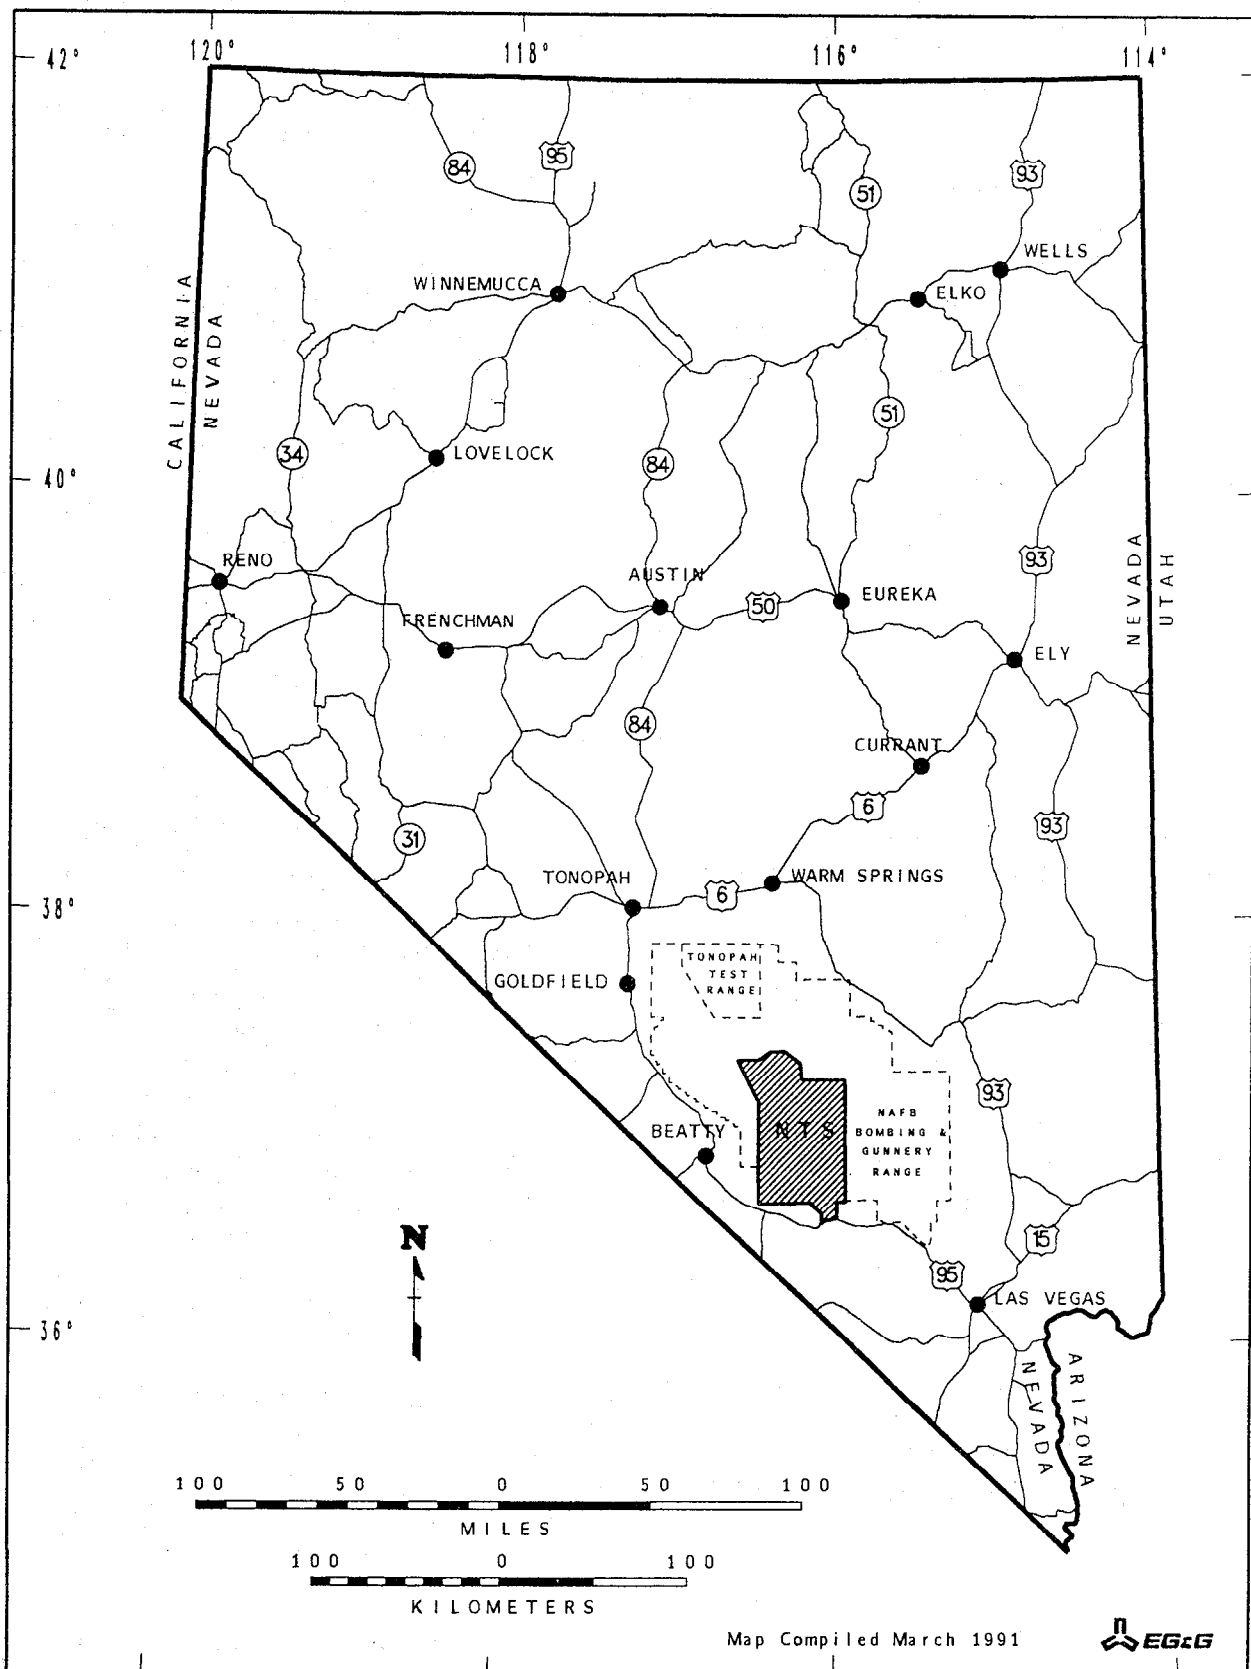 120° 118° 116° 114°
42°
84
95
51
93
WELLS
WINNEMUCCA
ELKO
CALIFORNIA
NEVADA
51
34
LOVELOCK
84
40°
NEVADA
UTAH
RENO
93
AUSTIN
50
EUREKA
FRENCHMAN
ELY
84
CURRANT
6
93
31
TONOPAH
6
WARM SPRINGS
38°
TONOPAH
TEST
RANGE
GOLDFIELD
93
NAFB
BOMBING &
GUNNERY
RANGE
NTS
BEATTY
N
15
95
LAS VEGAS
36°
NEVADA
ARIZONA
100 50 0 50 100
MILES
100 0 100
KILOMETERS
Map Compiled March 1991
EG&G